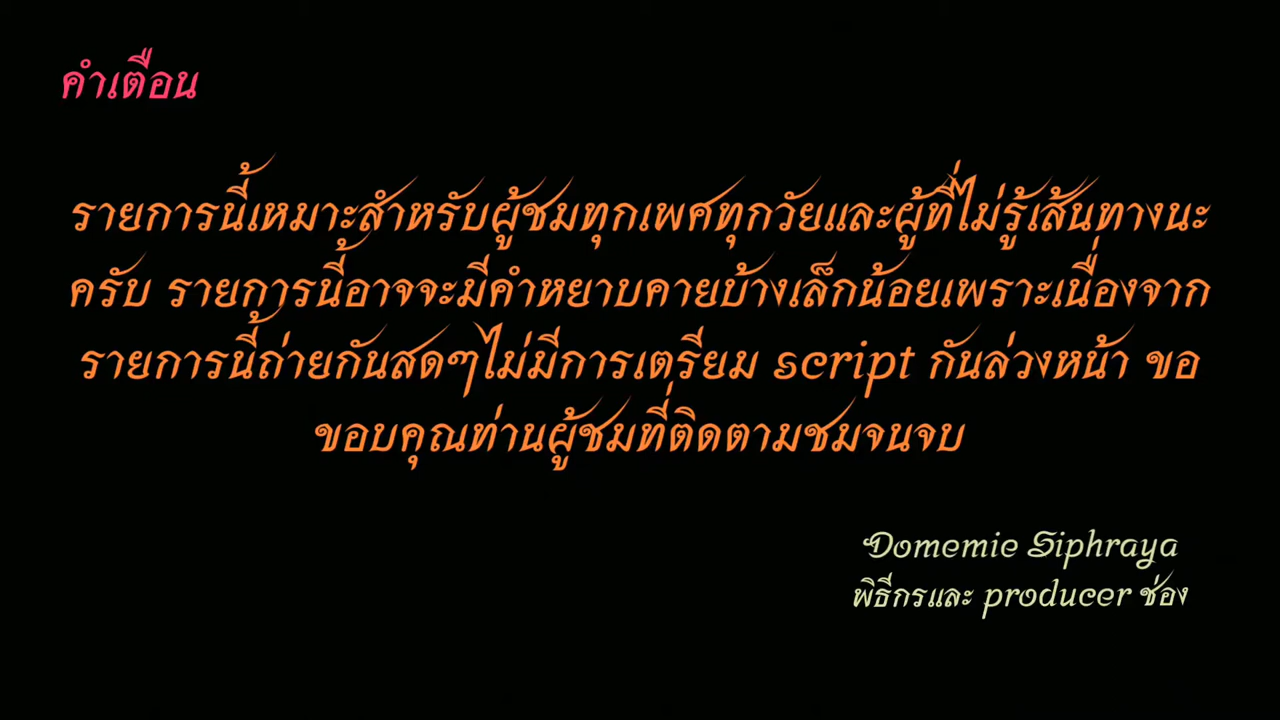 คำเตือน
รายการนี้เหมาะสำหรับผู้ชมทุกเพศทุกวัยและผู้ที่ไม่รู้เส้นทางนะ
ครับ รายการนี้อาจจะมีคำหยาบคายบ้างเล็กน้อยเพราะเนื่องจาก
รายการนี้ถ่ายกันสดๆไม่มีการเตรียม script กันล่วงหน้า ขอ
ขอบคุณท่านผู้ชมที่ติดตามชมจนจบ
Domemie Siphraya
พิธีกรและ producer ช่อง